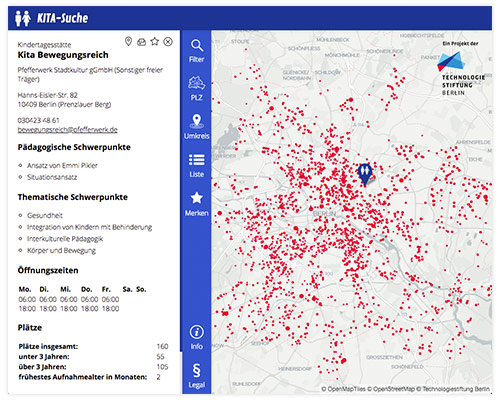 KITA-Suche
Kindertagesstätte
Kita Bewegungsreich
Pfefferwerk Stadtkultur gGmbH (Sonstiger freier
Träger)
Hanns-Eisler-Str. 82
10409 Berlin (Prenzlauer Berg)
030423 48 61
bewegungsreich@pfefferwerk.de
Pädagogische Schwerpunkte
Ansatz von Emmi Pikler
Situationsansatz
Thematische Schwerpunkte
Gesundheit
Integration von Kindern mit Behinderung
Interkulturelle Pädagogik
Körper und Bewegung
Öffnungszeiten
Mo. Di. Mi. Do. Fr. Sa. So.
06:00 06:00 06:00 06:00 06:00
18:00 18:00 18:00 18:00 18:00
Plätze
Plätze insgesamt: 160
unter 3 Jahren: 55
über 3 Jahren: 105
frühestes Aufnahmealter in Monaten: 2
Filter
PLZ
Umkreis
Liste
Merken
Info
§
Legal
Ein Projekt der
TECHNOLOGIE
STIFTUNG
BERLIN
MÜHLENBECK
SCHÖNERLINDE
BERLIN
GROSSZIETHEN
HEINERSDORF
RUHLSDORF
© OpenMapTiles © OpenStreetMap © Technologiestiftung Berlin